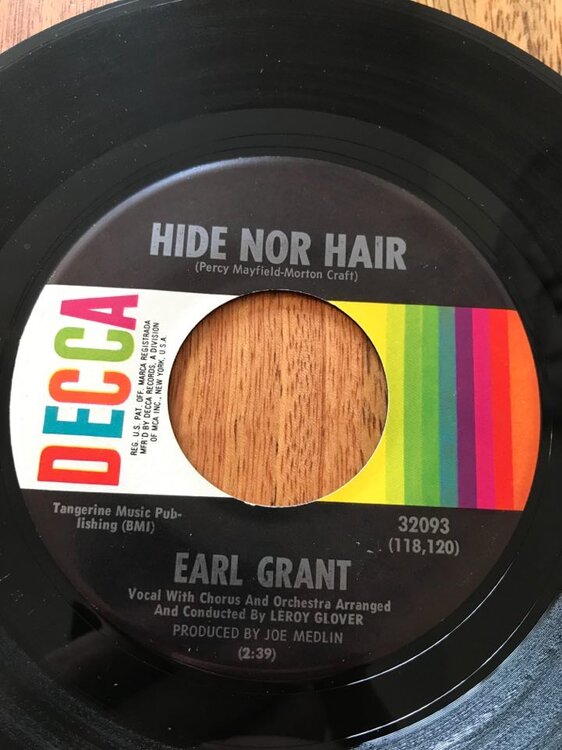 HIDE NOR HAIR
(Percy Mayfield-Morton Craft)
DECCA
REG. U.S. PAT. OFF. MARCA REGISTRADA
MFR'D BY DECCA RECORDS, A DIVISION
OF MCA INC., NEW YORK, U.S.A.
Tangerine Music Pub-
lishing (BMI)
32093
(118,120)
EARL GRANT
Vocal With Chorus And Orchestra Arranged
And Conducted By LEROY GLOVER
PRODUCED BY JOE MEDLIN
(2:39)